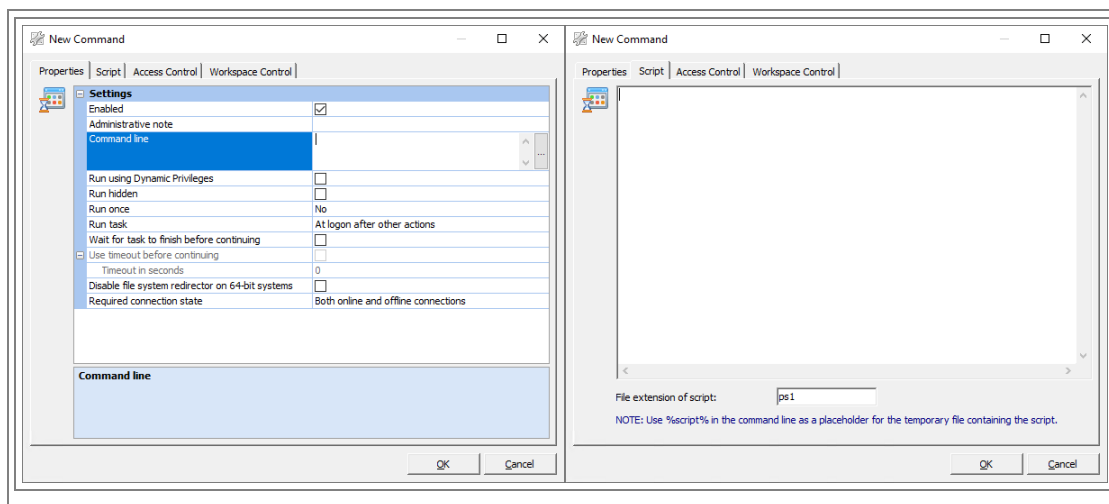 New Command
Properties Script Access Control Workspace Control
Settings
Enabled
Administrative note
Command line
...
Run using Dynamic Privileges
Run hidden
Run once No
Run task At logon after other actions
Wait for task to finish before continuing
Use timeout before continuing
Timeout in seconds 0
Disable file system redirector on 64-bit systems
Required connection state Both online and offline connections
Command line
OK Cancel
New Command
Properties Script Access Control Workspace Control
File extension of script: ps1
NOTE: Use %script% in the command line as a placeholder for the temporary file containing the script.
OK Cancel